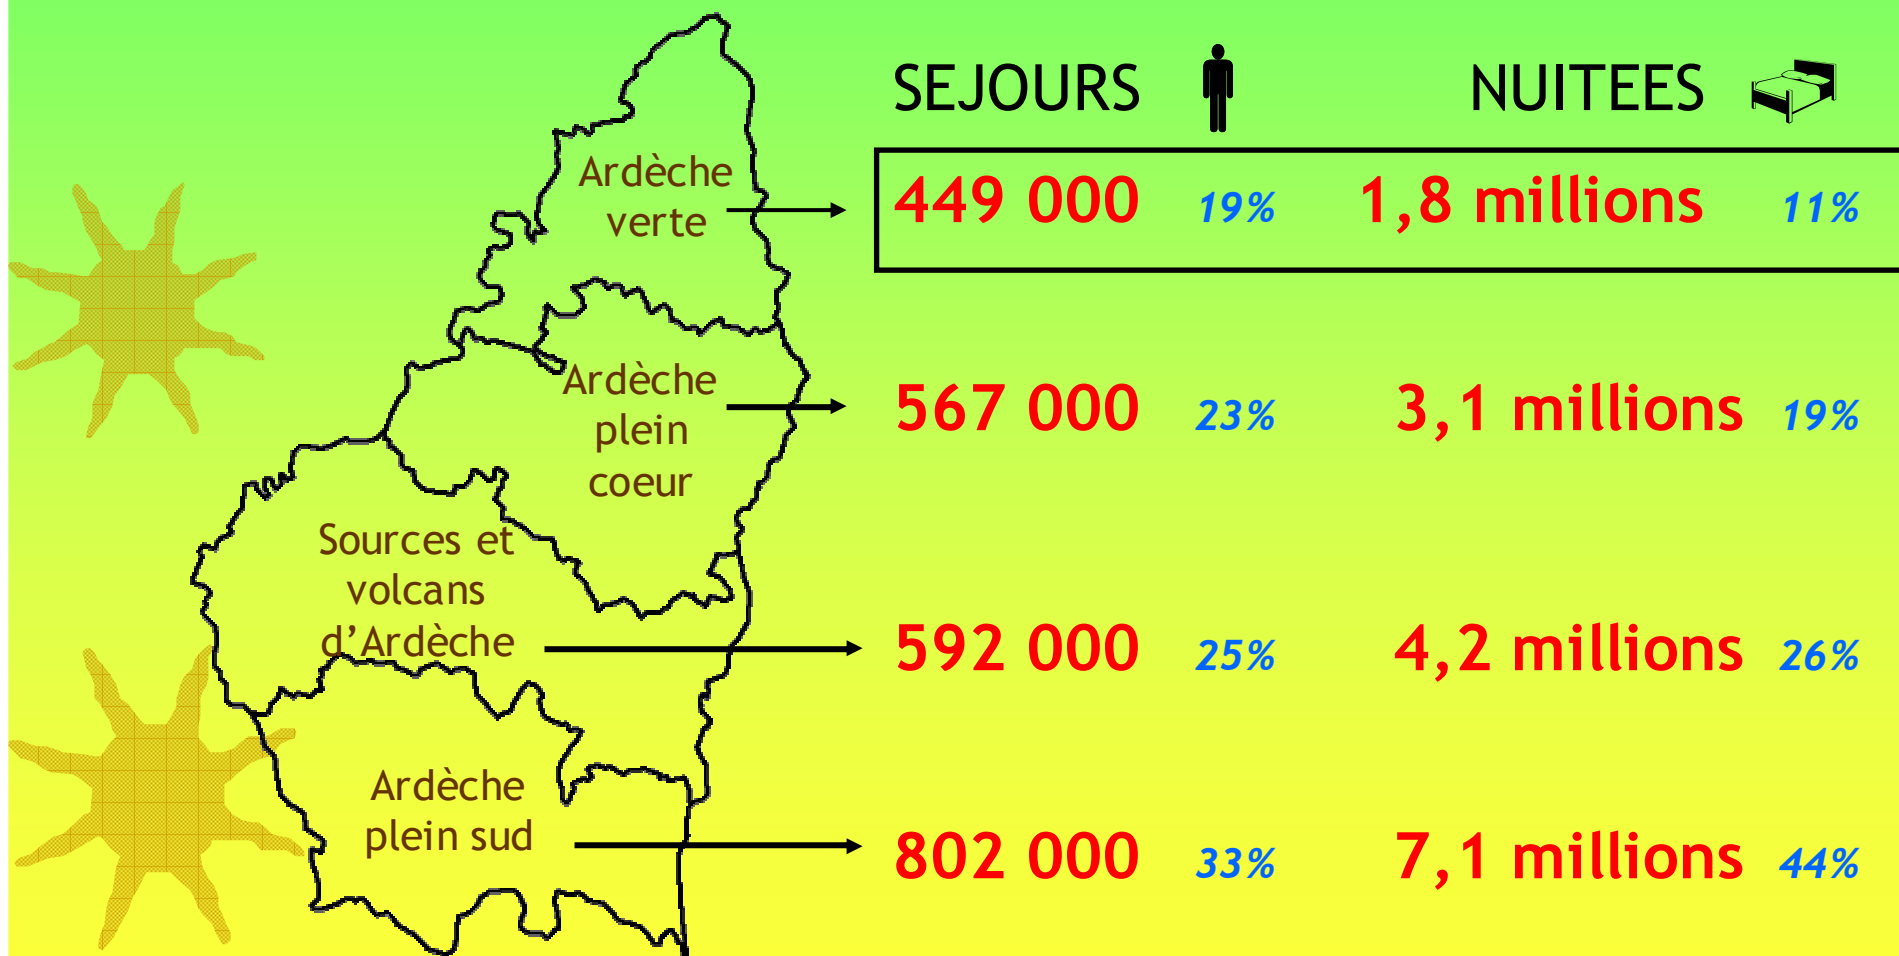 SEJOURS NUITEES
Ardèche
verte
449 000 19% 1,8 millions 11%
Ardèche
plein
coeur
567 000 23% 3,1 millions 19%
Sources et
volcans
d’Ardèche
592 000 25% 4,2 millions 26%
Ardèche
plein sud
802 000 33% 7,1 millions 44%